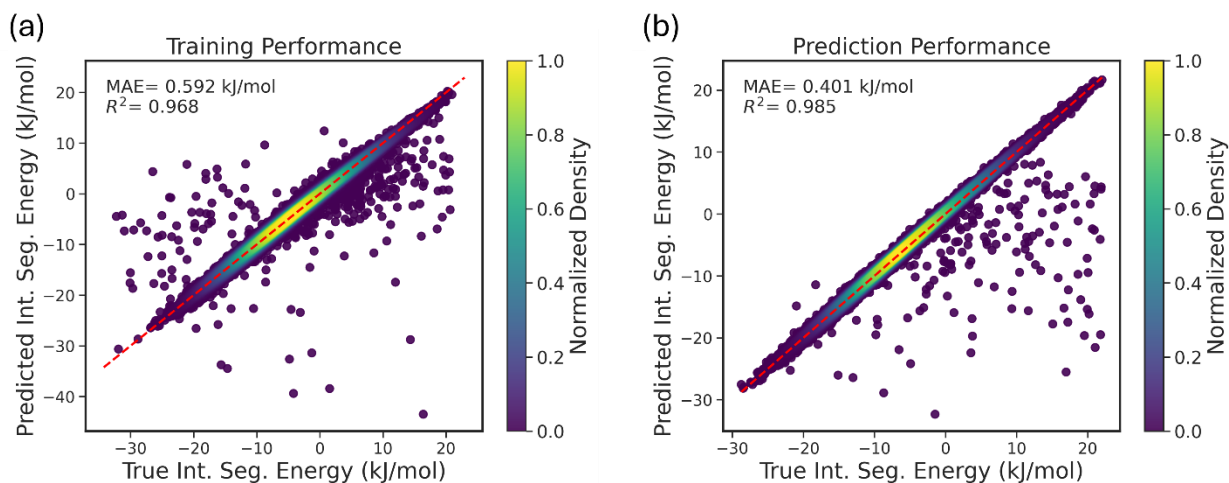 (a)
Training Performance
MAE= 0.592 kJ/mol
R²= 0.968
Predicted Int. Seg. Energy (kJ/mol)
20
10
0
−10
−20
−30
−40
−30
−20
−10
0
10
20
True Int. Seg. Energy (kJ/mol)
1.0
0.8
0.6
0.4
0.2
0.0
Normalized Density
(b)
Prediction Performance
MAE= 0.401 kJ/mol
R²= 0.985
Predicted Int. Seg. Energy (kJ/mol)
20
10
0
−10
−20
−30
−30
−20
−10
0
10
20
True Int. Seg. Energy (kJ/mol)
1.0
0.8
0.6
0.4
0.2
0.0
Normalized Density